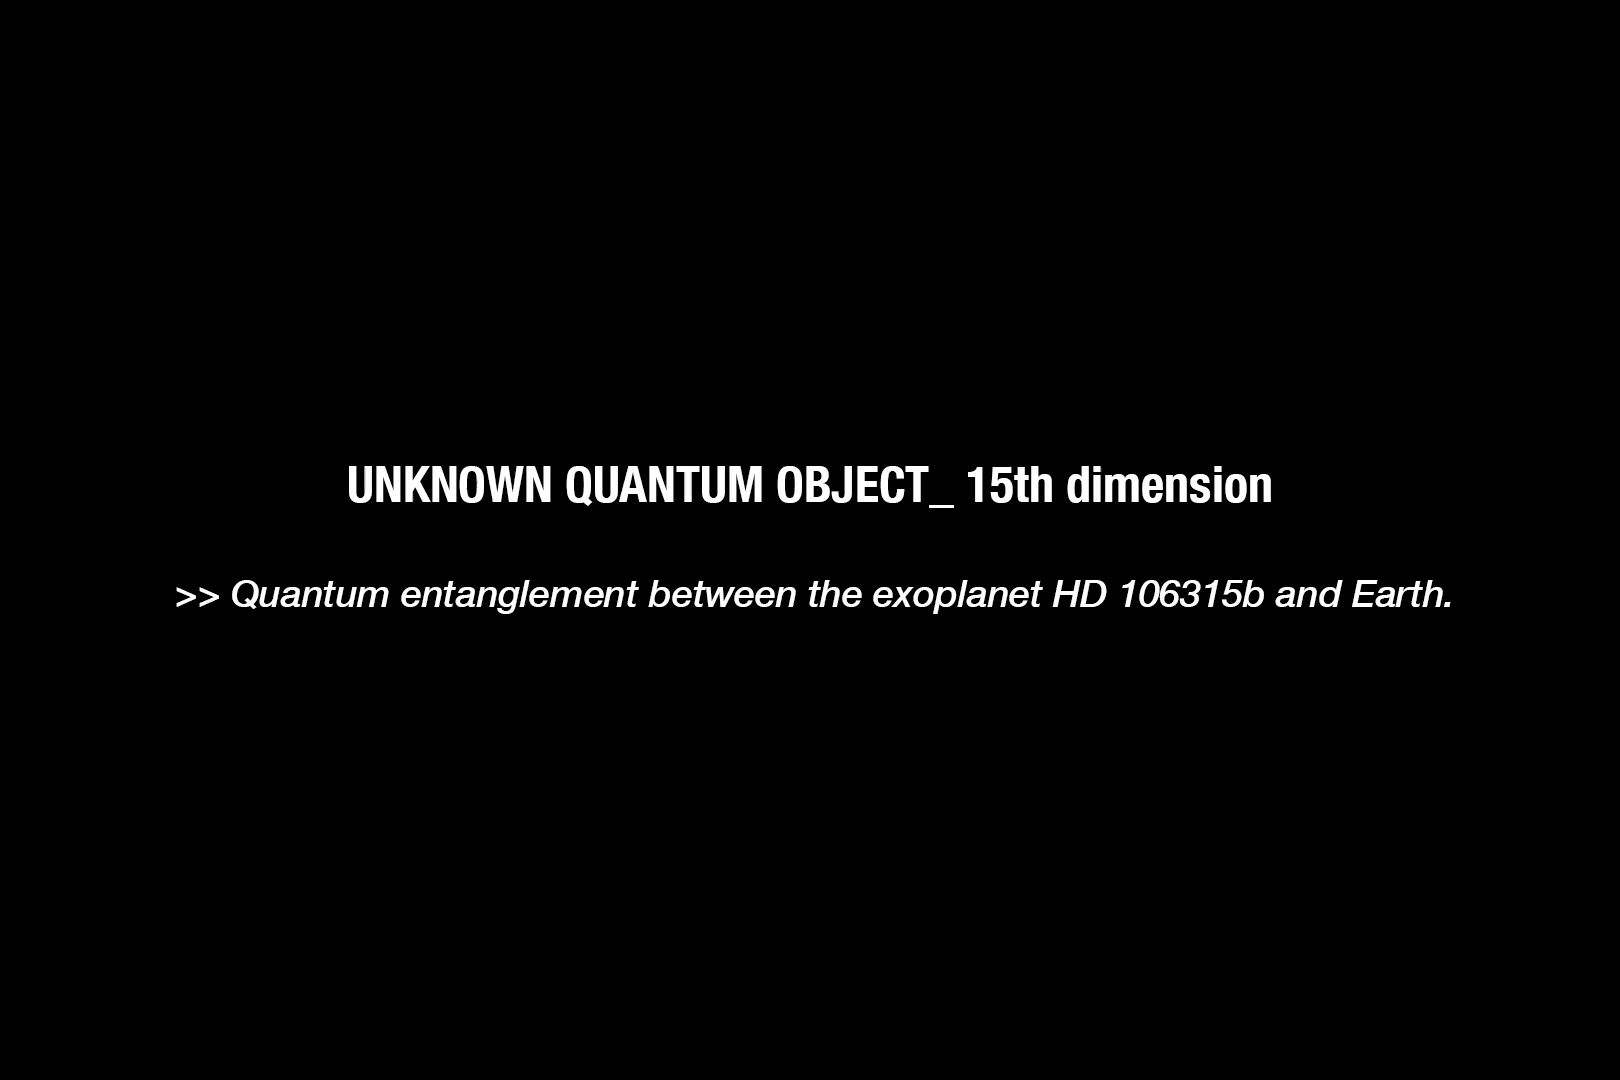 UNKNOWN QUANTUM OBJECT_ 15th dimension
>> Quantum entanglement between the exoplanet HD 106315b and Earth.